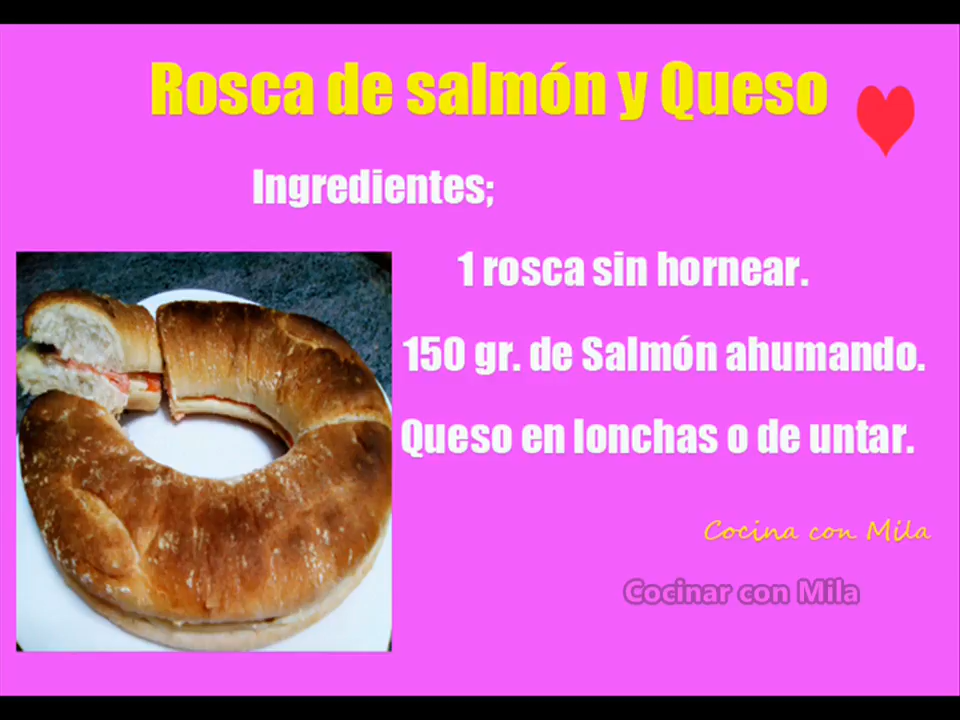 Rosca de salmón y Queso
Ingredientes;
1 rosca sin hornear.
150 gr. de Salmón ahumando.
Queso en lonchas o de untar.
Cocina con Mila
Cocinar con Mila